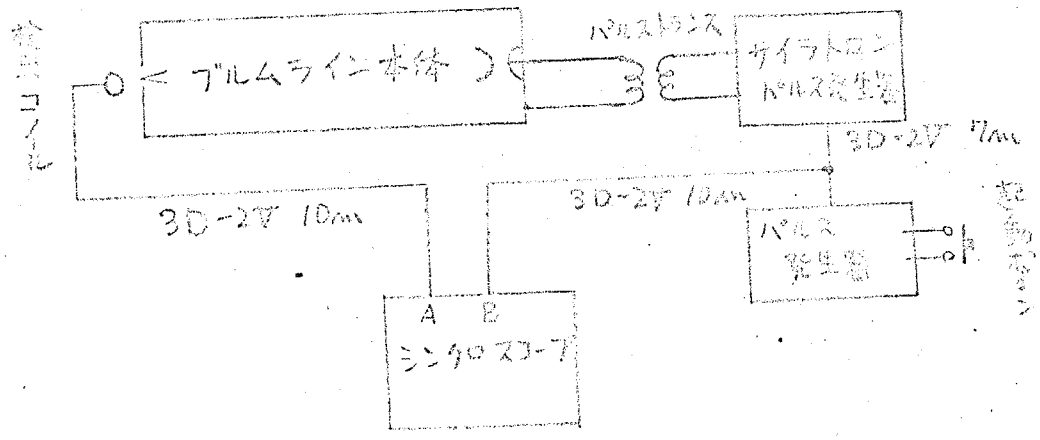 検出コイル
ブルムライン本体
パルストランス
サイラトロン
パルス発生器
3D-2V 7m
3D-2V 10m
3D-2V 10m
パルス
発生器
A B
シンクロスコープ